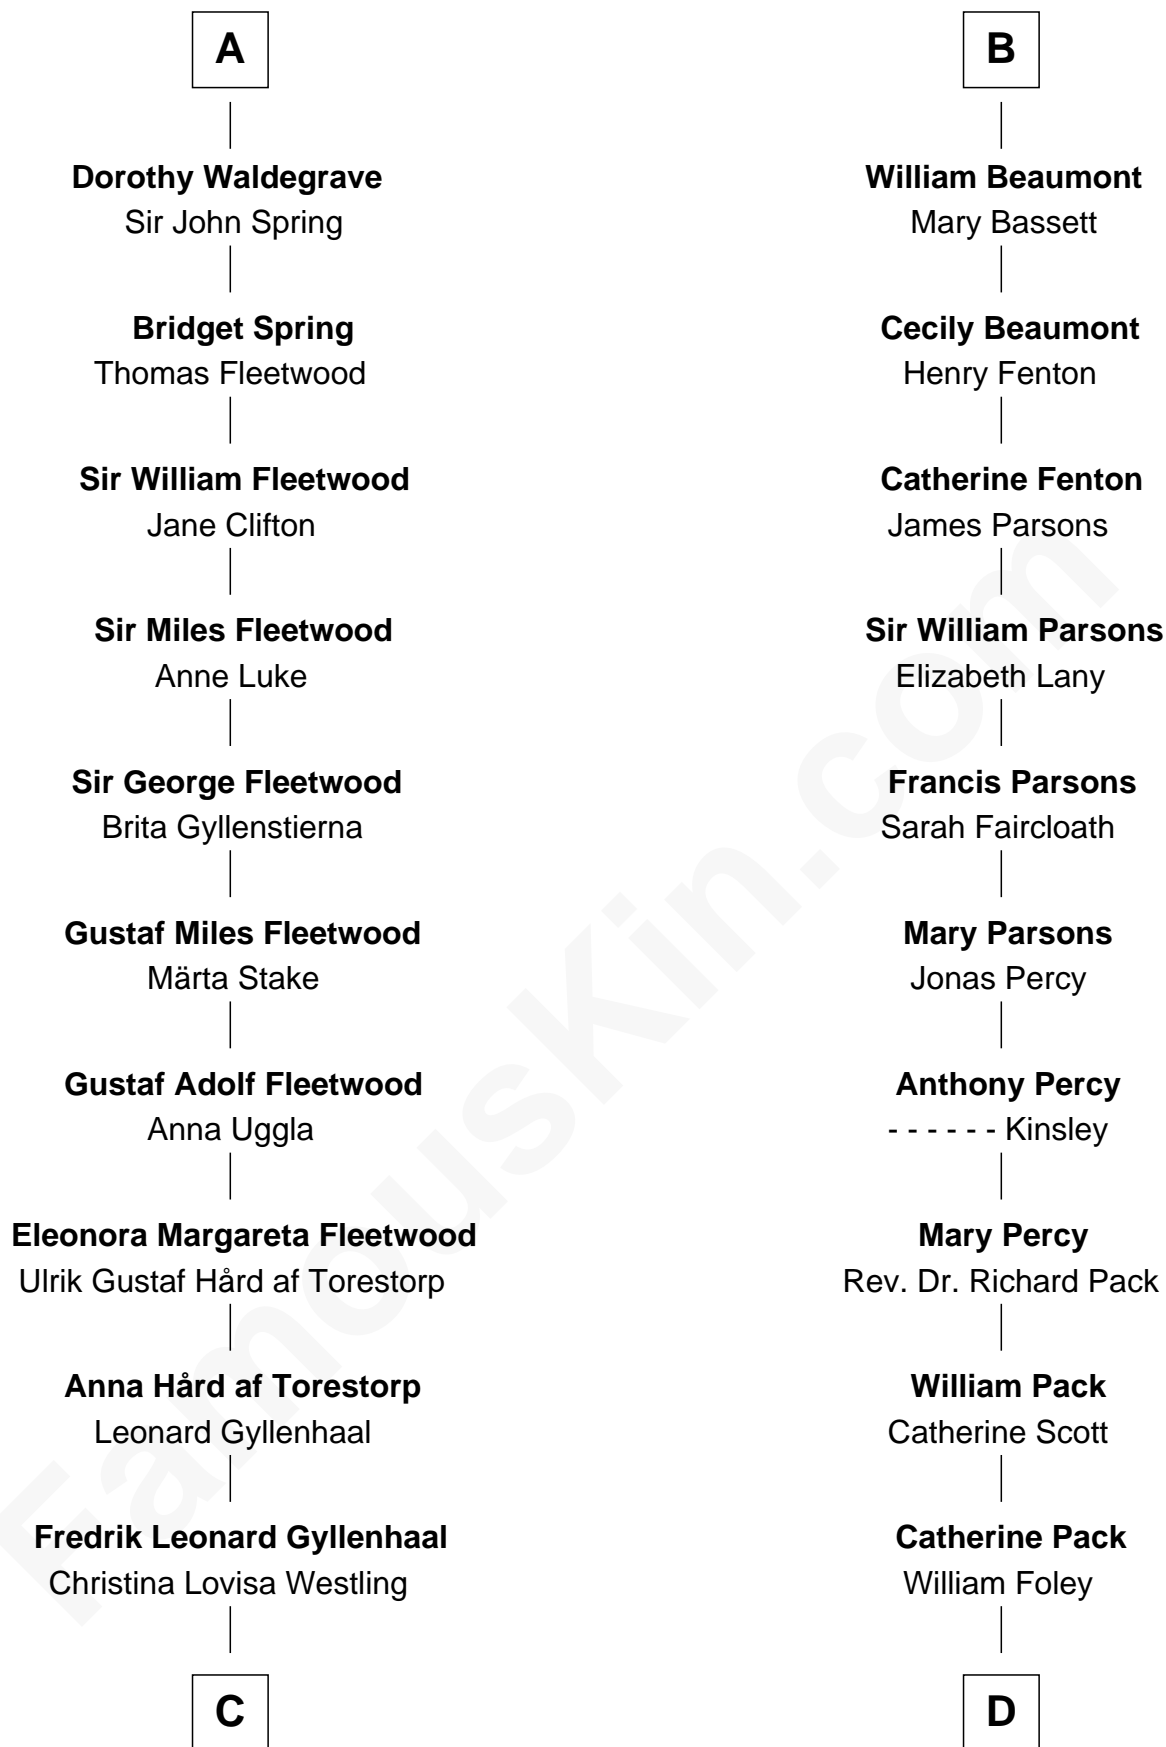 A
Dorothy Waldegrave
Sir John Spring
Bridget Spring
Thomas Fleetwood
Sir William Fleetwood
Jane Clifton
Sir Miles Fleetwood
Anne Luke
Sir George Fleetwood
Brita Gyllenstierna
Gustaf Miles Fleetwood
Märta Stake
Gustaf Adolf Fleetwood
Anna Uggla
Eleonora Margareta Fleetwood
Ulrik Gustaf Hård af Torestorp
Anna Hård af Torestorp
Leonard Gyllenhaal
Fredrik Leonard Gyllenhaal
Christina Lovisa Westling
C
B
William Beaumont
Mary Bassett
Cecily Beaumont
Henry Fenton
Catherine Fenton
James Parsons
Sir William Parsons
Elizabeth Lany
Francis Parsons
Sarah Faircloath
Mary Parsons
Jonas Percy
Anthony Percy
- - - - - - Kinsley
Mary Percy
Rev. Dr. Richard Pack
William Pack
Catherine Scott
Catherine Pack
William Foley
D
FamousKin.com